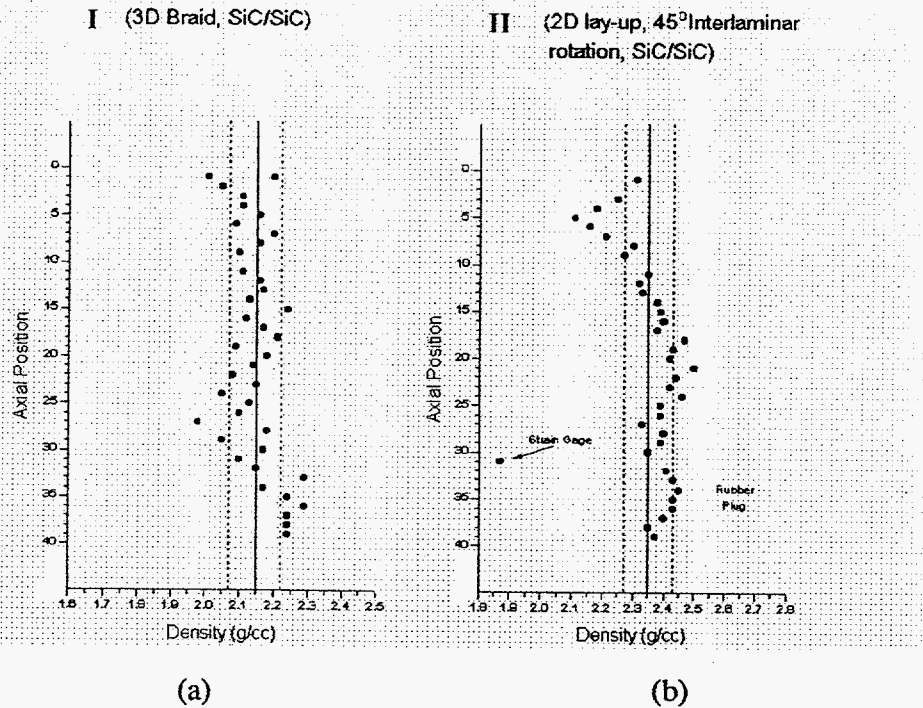 I (3D Braid, SiC/SiC)
II (2D lay-up, 45⁰Interlaminar
rotation, SiC/SiC)
0
5
10
15
20
25
30
35
40
Axial Position
1.6 1.7 1.8 1.9 2.0 2.1 2.2 2.3 2.4 2.5
Density (g/cc)
(a)
0
5
10
15
20
25
30
35
40
Axial Position
Strain Gage
Rubber
Plug
1.8 1.9 2.0 2.1 2.2 2.3 2.4 2.5 2.6 2.7 2.8
Density (g/cc)
(b)